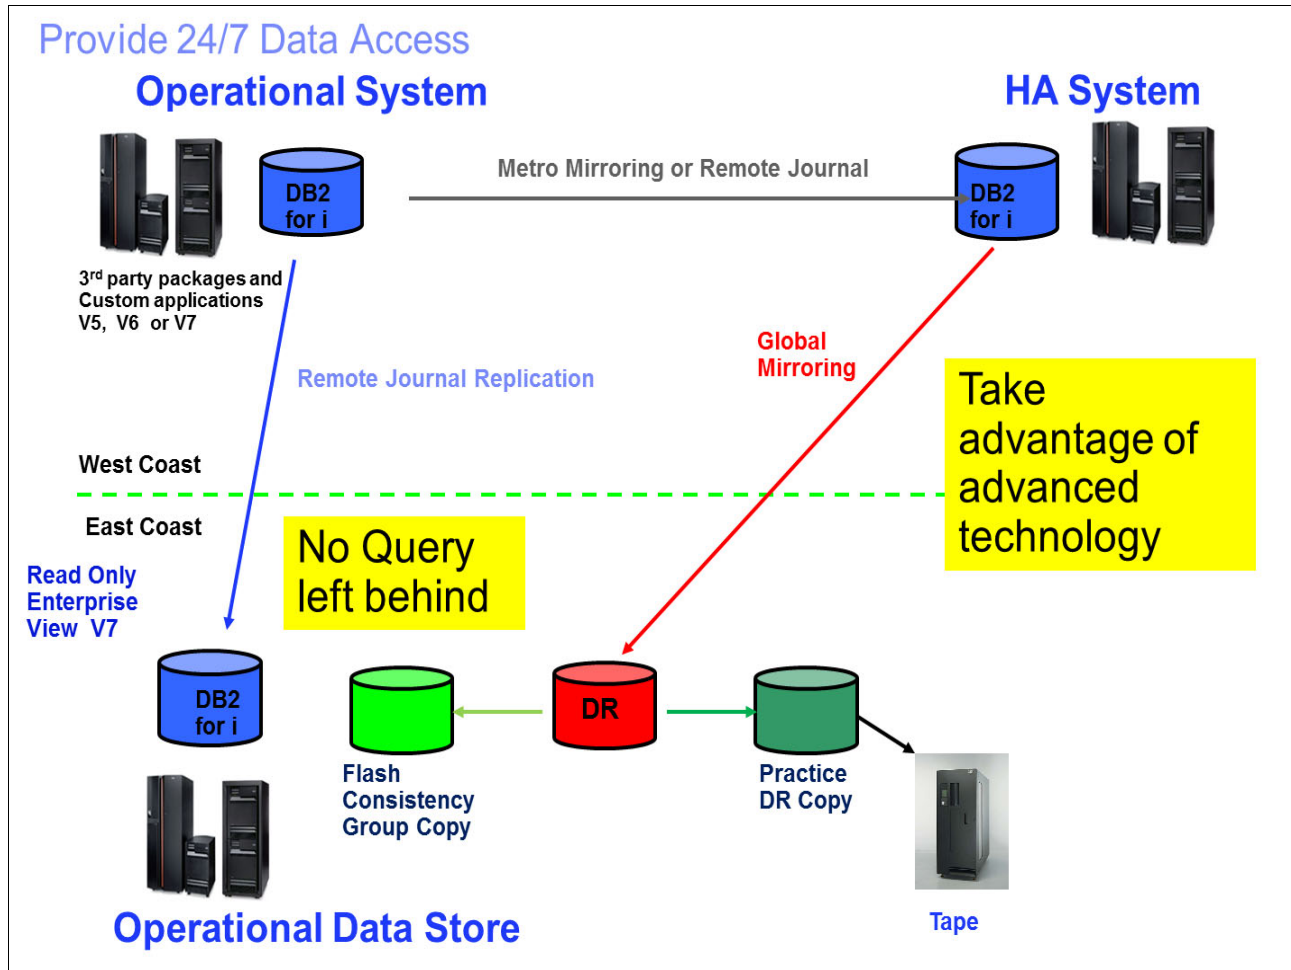 Provide 24/7 Data Access
Operational System
HA System
Metro Mirroring or Remote Journal
DB2
for i
DB2
for i
3rd party packages and
Custom applications
V5, V6 or V7
Global
Mirroring
Remote Journal Replication
Take
advantage of
advanced
technology
West Coast
East Coast
No Query
left behind
Read Only
Enterprise
View V7
DB2
for i
DR
Flash
Consistency
Group Copy
Practice
DR Copy
Operational Data Store
Tape